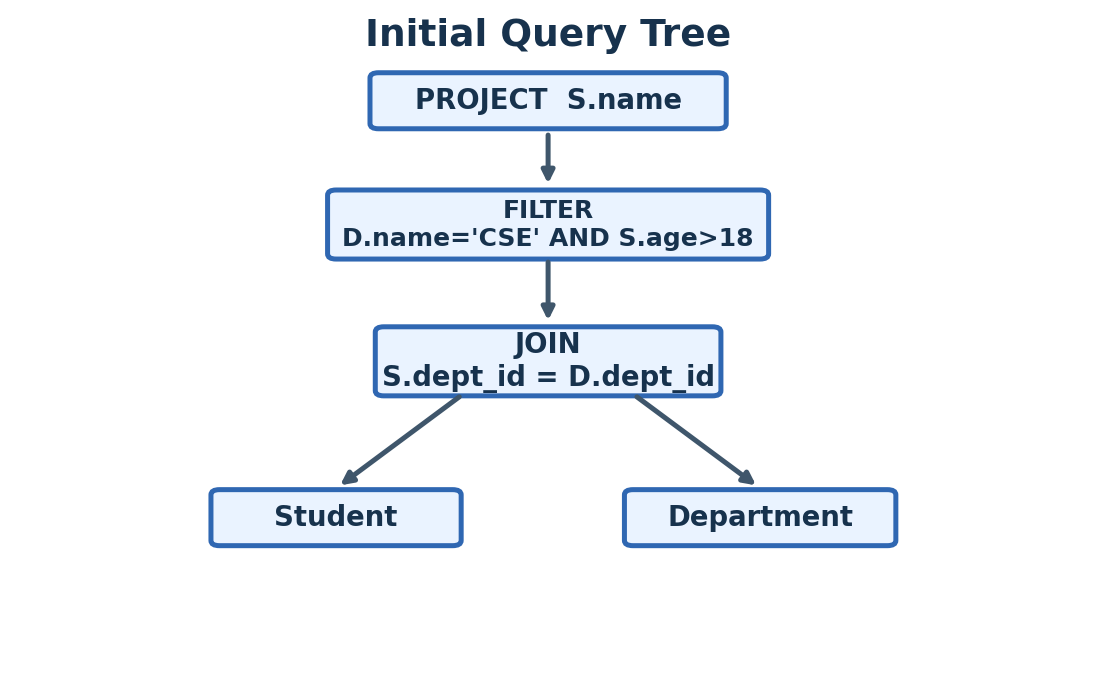 Initial Query Tree
PROJECT  S.name
FILTER
D.name='CSE' AND S.age>18
JOIN
S.dept_id = D.dept_id
Student
Department